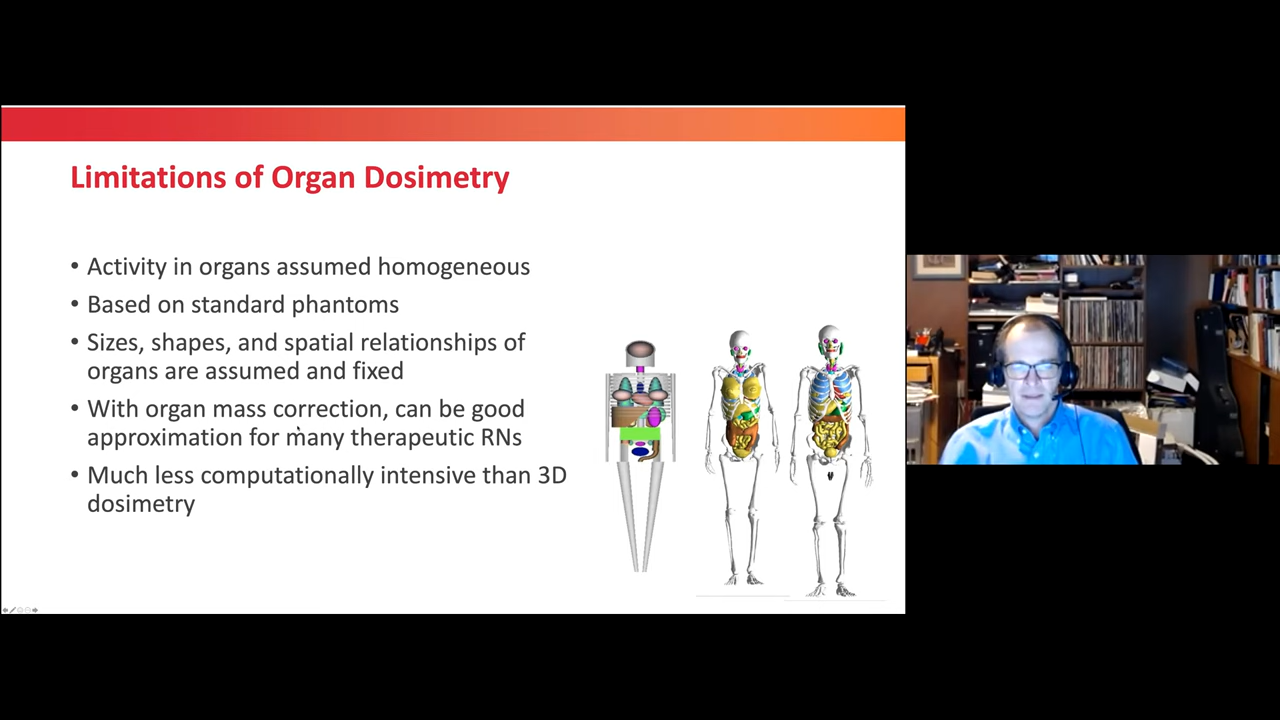 Limitations of Organ Dosimetry
• Activity in organs assumed homogeneous
• Based on standard phantoms
• Sizes, shapes, and spatial relationships of
organs are assumed and fixed
• With organ mass correction, can be good
approximation for many therapeutic RNs
• Much less computationally intensive than 3D
dosimetry